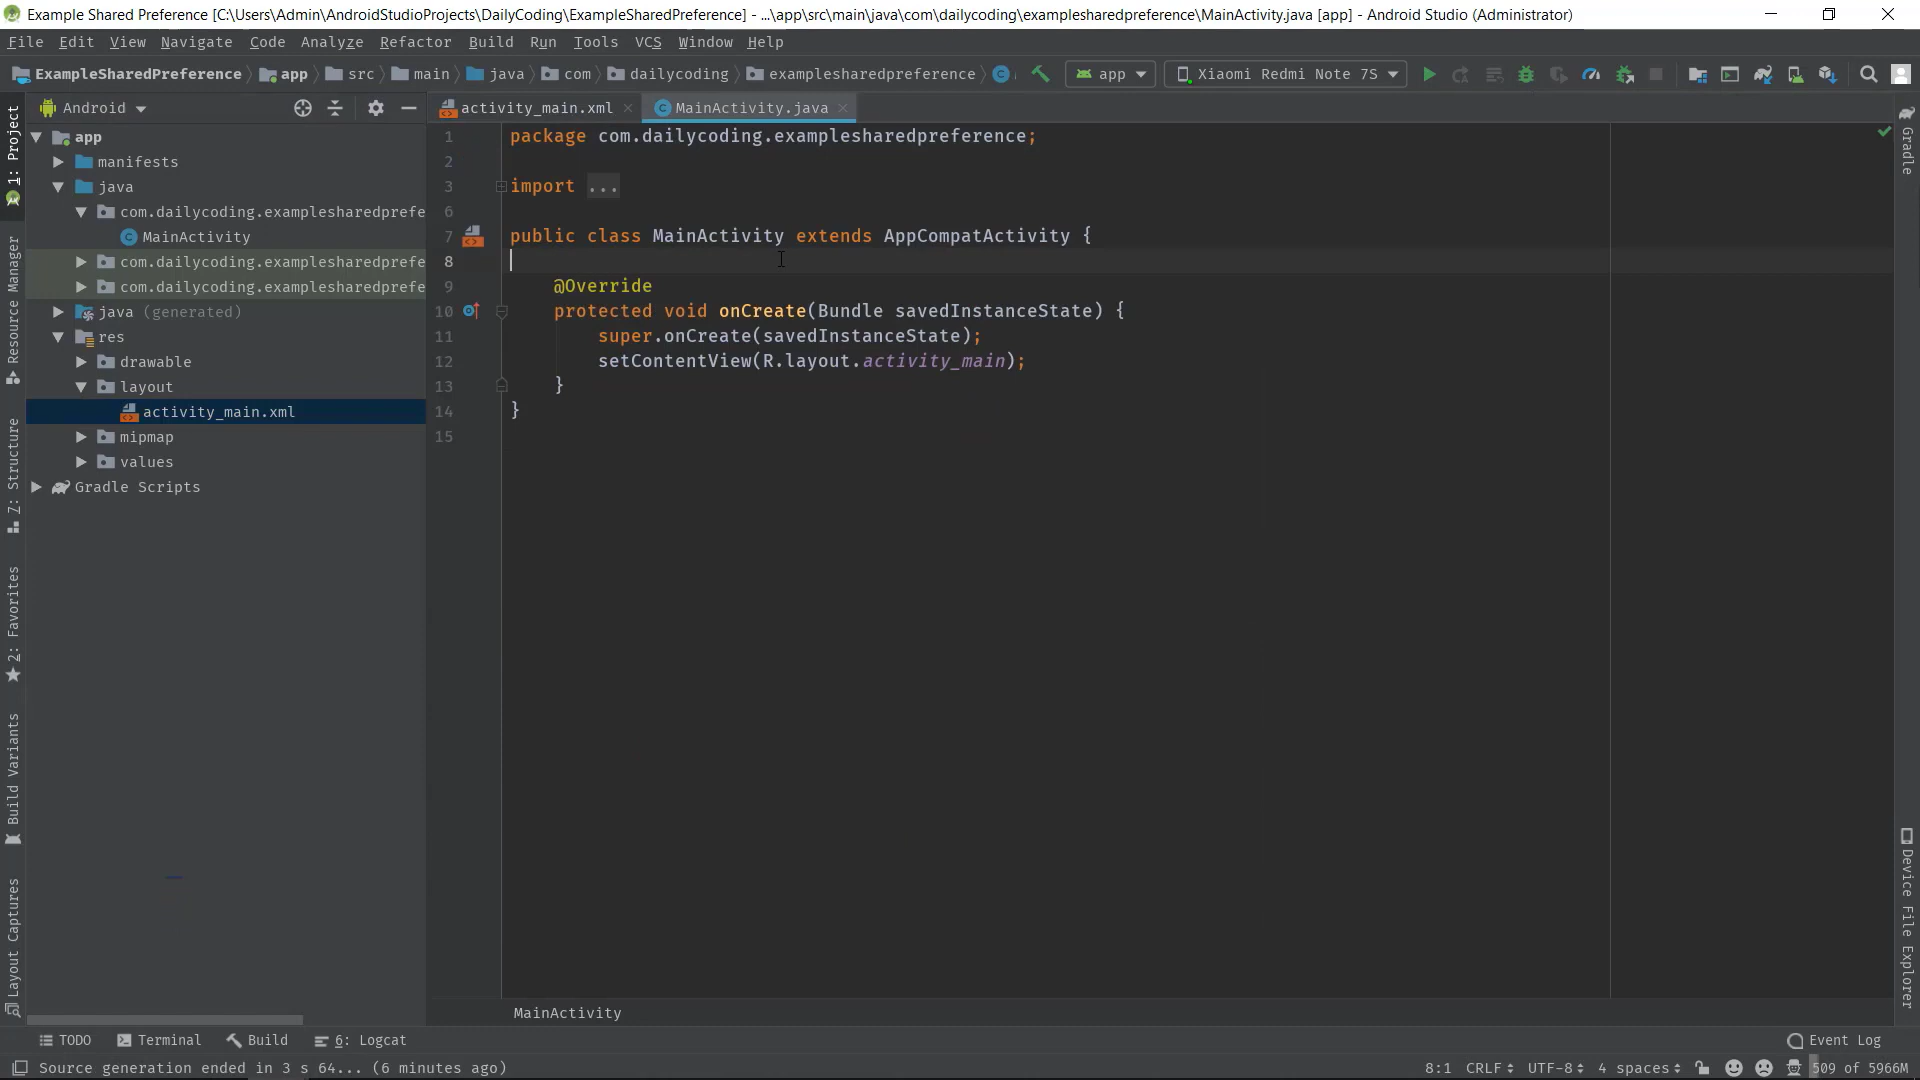 Example Shared Preference [C:\Users\Admin\AndroidStudioProjects\DailyCoding\ExampleSharedPreference] - ...\app\src\main\java\com\dailycoding\examplesharedpreference\MainActivity.java [app] - Android Studio (Administrator)
File Edit View Navigate Code Analyze Refactor Build Run Tools VCS Window Help
ExampleSharedPreference app src main java com dailycoding examplesharedpreference app Xiaomi Redmi Note 7S
Android
activity_main.xml MainActivity.java
app
manifests
java
com.dailycoding.examplesharedprefe
MainActivity
com.dailycoding.examplesharedprefe
com.dailycoding.examplesharedprefe
java (generated)
res
drawable
layout
activity_main.xml
mipmap
values
Gradle Scripts
1: Project
Resource Manager
Z: Structure
2: Favorites
Build Variants
Layout Captures
1 package com.dailycoding.examplesharedpreference;
2
3 import ...
6
7 public class MainActivity extends AppCompatActivity {
8
9 @Override
10 protected void onCreate(Bundle savedInstanceState) {
11 super.onCreate(savedInstanceState);
12 setContentView(R.layout.activity_main);
13 }
14 }
15
Gradle
Device File Explorer
MainActivity
TODO Terminal Build 6: Logcat Event Log
Source generation ended in 3 s 64... (6 minutes ago) 8:1 CRLF UTF-8 4 spaces 509 of 5966M